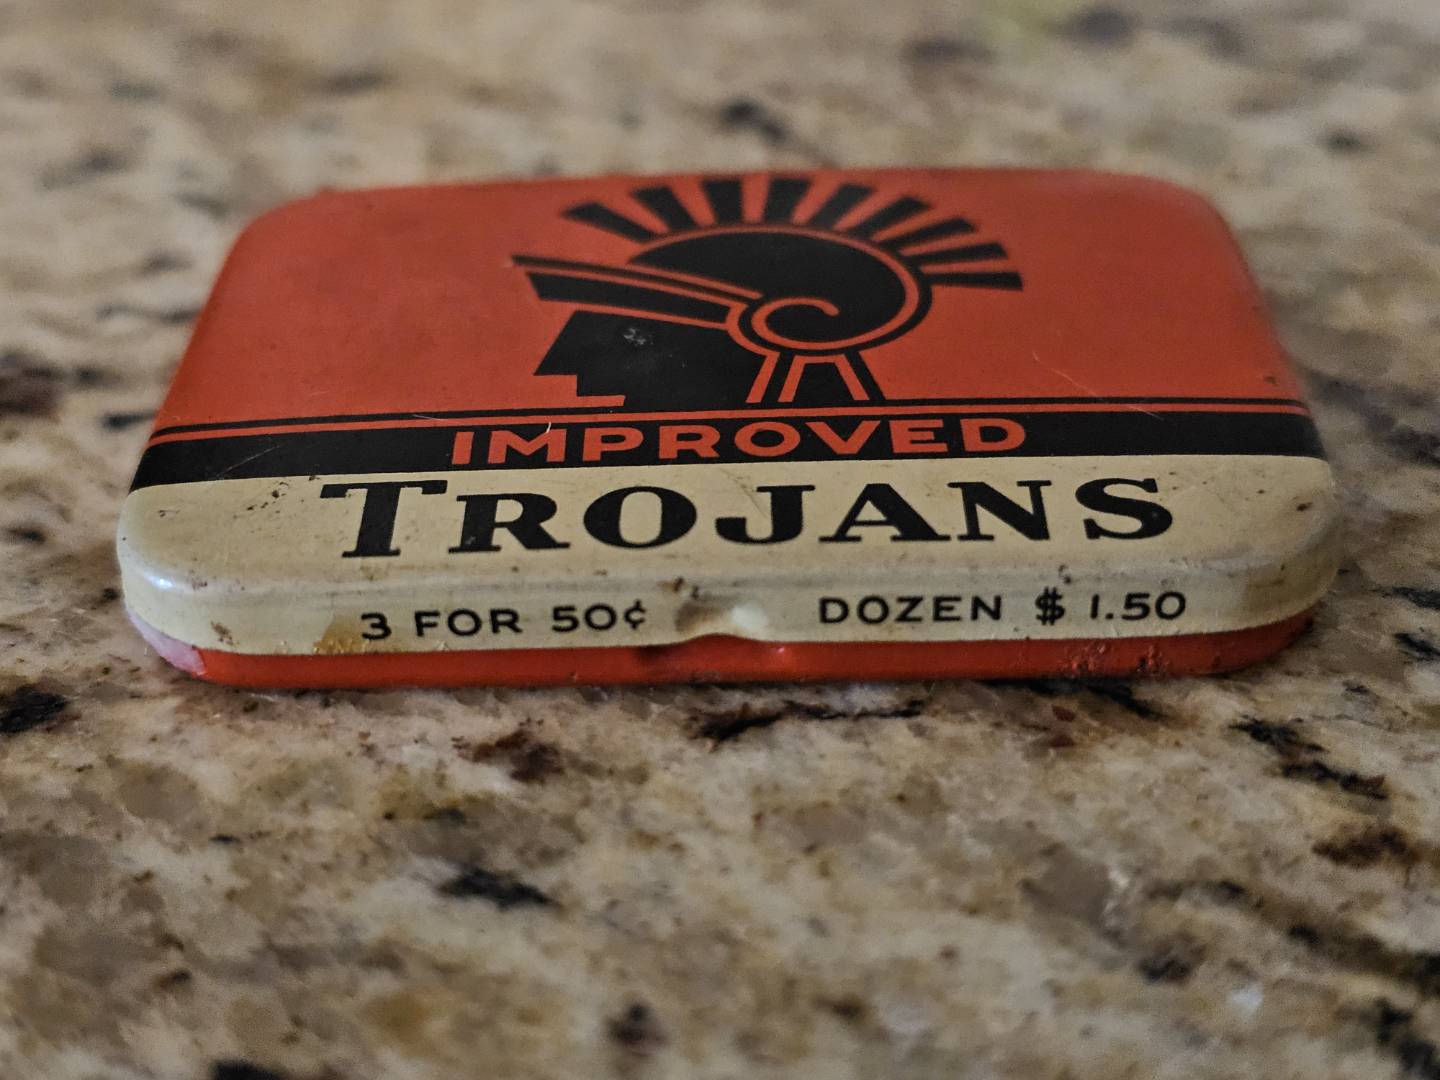 IMPROVED
TROJANS
3 FOR 50¢ DOZEN $1.50